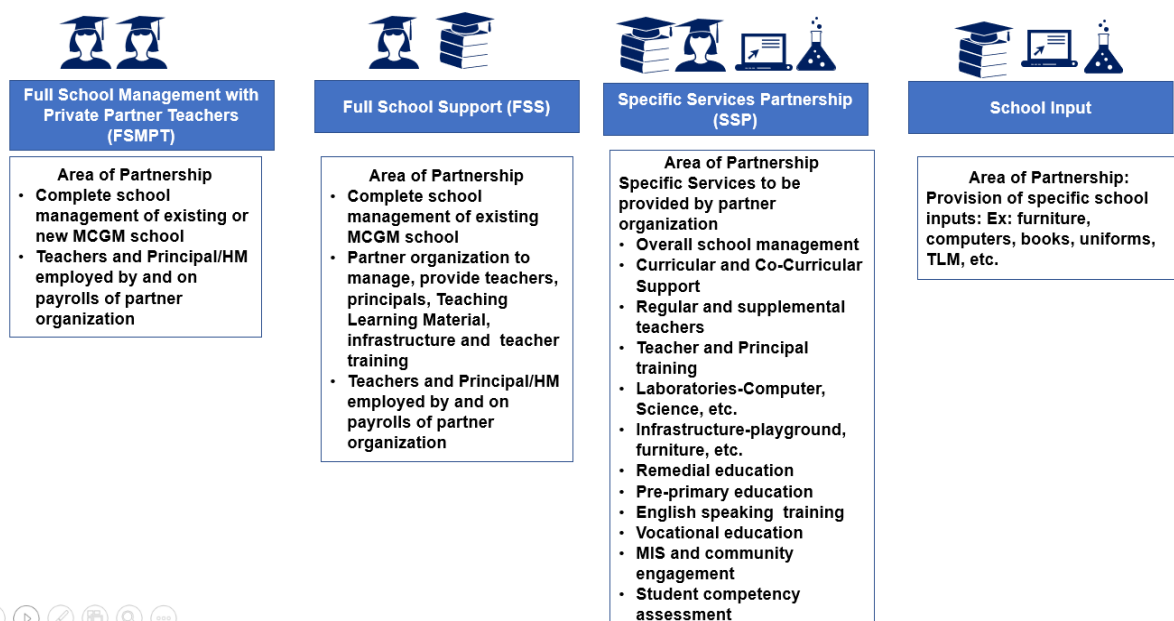 Full School Management with
Private Partner Teachers
(FSMPT)
Area of Partnership
• Complete school
management of existing or
new MCGM school
• Teachers and Principal/HM
employed by and on
payrolls of partner
organization
Full School Support (FSS)
Area of Partnership
• Complete school
management of existing
MCGM school
• Partner organization to
manage, provide teachers,
principals, Teaching
Learning Material,
infrastructure and teacher
training
• Teachers and Principal/HM
employed by and on
payrolls of partner
organization
Specific Services Partnership
(SSP)
Area of Partnership
Specific Services to be
provided by partner
organization
• Overall school management
• Curricular and Co-Curricular
Support
• Regular and supplemental
teachers
• Teacher and Principal
training
• Laboratories-Computer,
Science, etc.
• Infrastructure-playground,
furniture, etc.
• Remedial education
• Pre-primary education
• English speaking training
• Vocational education
• MIS and community
engagement
• Student competency
assessment
School Input
Area of Partnership:
Provision of specific school
inputs: Ex: furniture,
computers, books, uniforms,
TLM, etc.